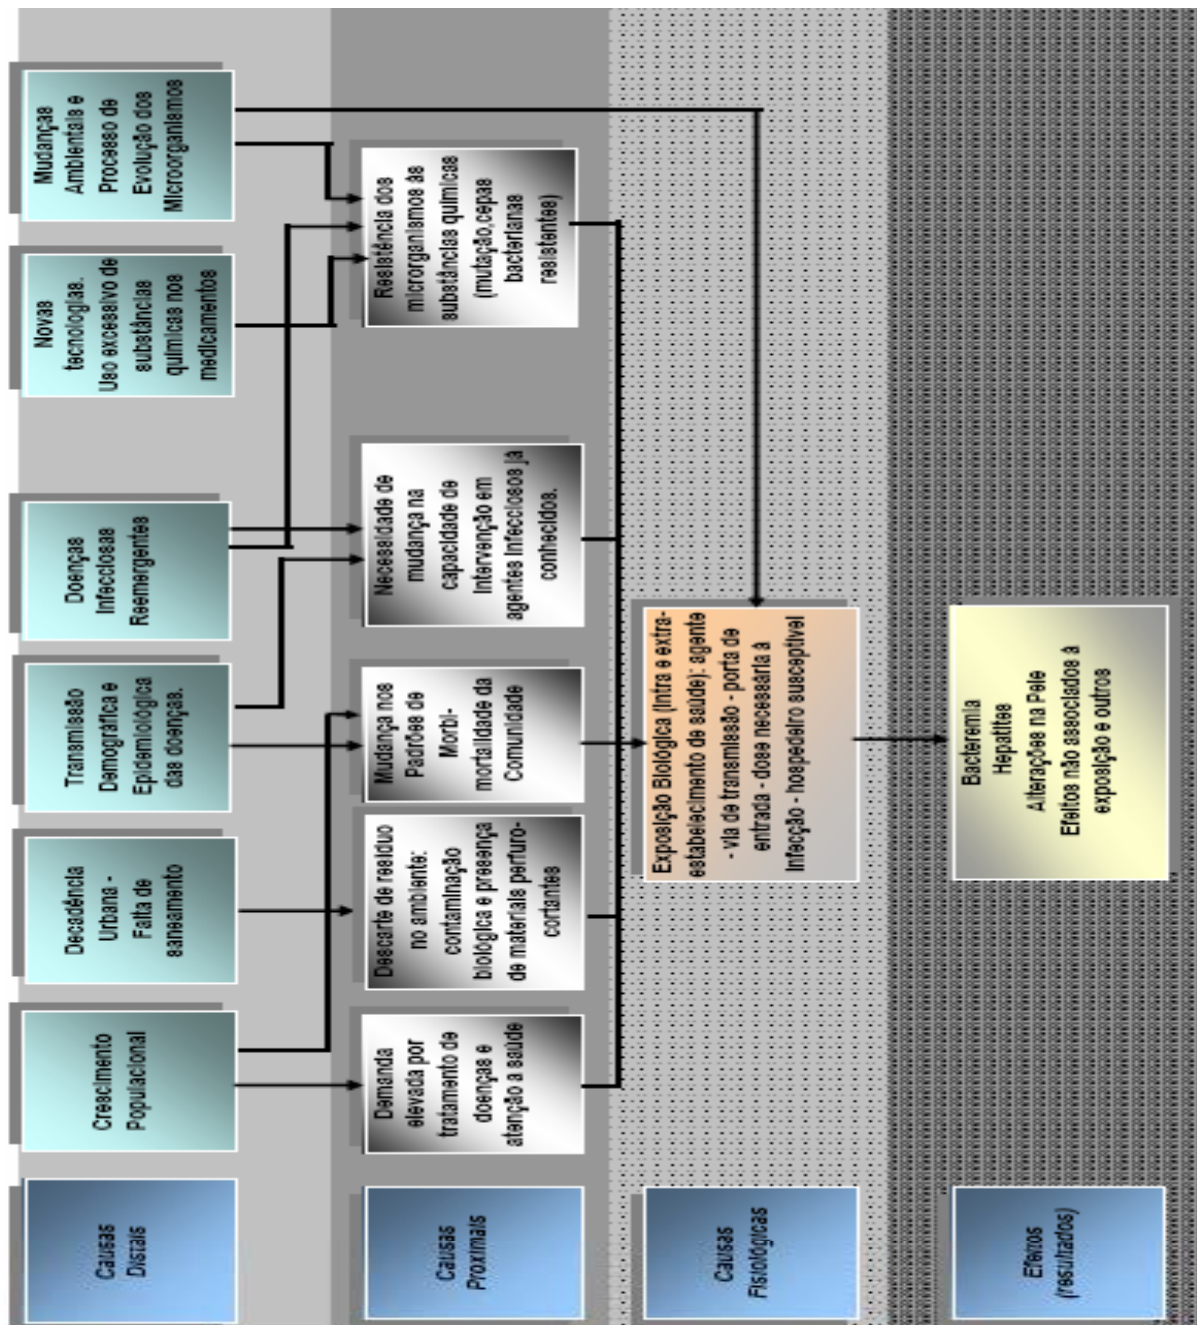 Causas
Distais
Crescimento
Populacional
Decadência
Urbana -
Falta de
saneamento
Transmissão
Demográfica e
Epidemiológica
das doenças.
Doenças
Infecciosas
Reemergentes
Novas
tecnologias.
Uso excessivo de
substâncias
químicas nos
medicamentos
Mudanças
Ambientais e
Processo de
Evolução dos
Microorganismos
Causas
Proximais
Demanda
elevada por
tratamento de
doenças e
atenção a saúde
Descarte de resíduo
no ambiente:
contaminação
biológica e presença
de materiais perfuro-
cortantes
Mudança nos
Padrões de
Morbi-
mortalidade da
Comunidade
Necessidade de
mudança na
capacidade de
Intervenção em
agentes Infecciosos já
conhecidos.
Resistência dos
microrganismos às
substâncias químicas
(mutação,cepas
bacterianas
resistentes)
Causas
Fisiológicas
Exposição Biológica (Intra e extra-
estabelecimento de saúde): agente
- via de transmissão - porta de
entrada - dose necessária à
Infecção - hospedeiro susceptível
Efeitos
(resultados)
Bacteremia
Hepatites
Alterações na Pele
Efeitos não associados à
exposição e outros